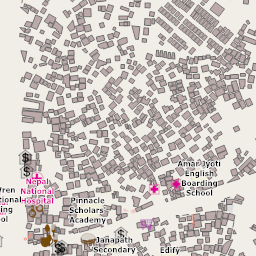 Amar Jyoti
English
Boarding
School
Nepal
National
Hospital
Pinnacle
Scholars'
Academy
Janapath
Secondary
Edify